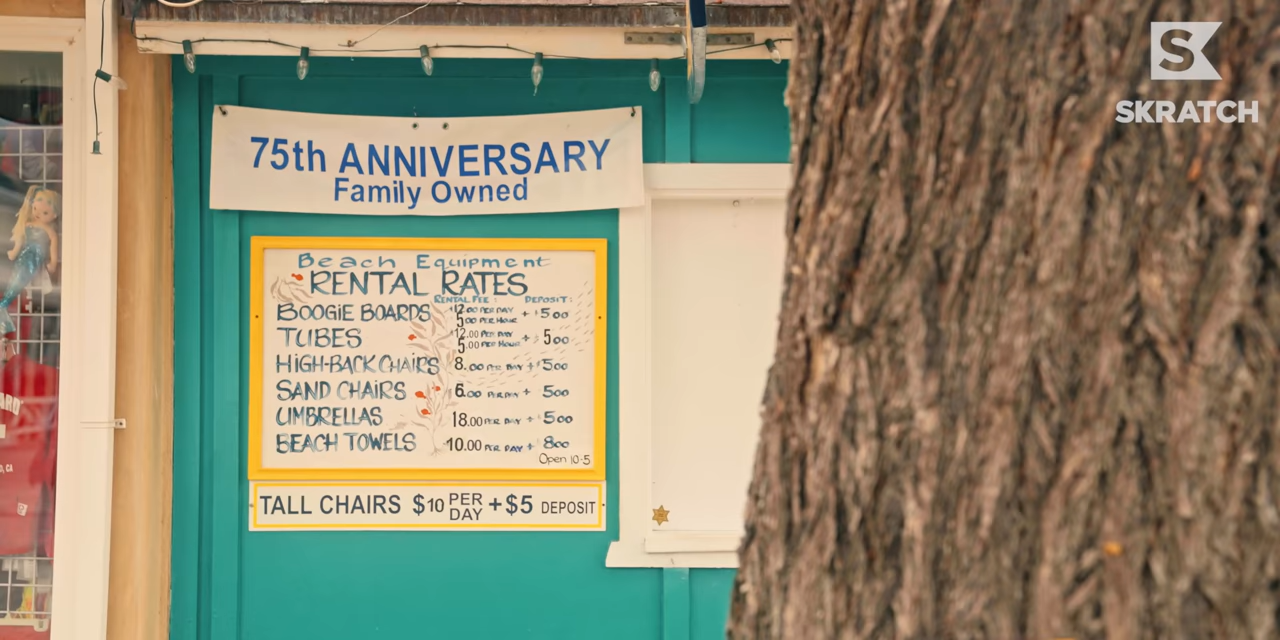 SKRATCH
75th ANNIVERSARY
Family Owned
Beach Equipment
RENTAL RATES
RENTAL FEE: DEPOSIT:
BOOGIE BOARDS 12.00 PER DAY + $5.00
5.00 PER HOUR
TUBES 12.00 PER DAY + $5.00
5.00 PER HOUR
HIGH-BACK CHAIRS 8.00 PER DAY + $5.00
SAND CHAIRS 6.00 PER DAY + 5.00
UMBRELLAS 18.00 PER DAY + $5.00
BEACH TOWELS 10.00 PER DAY + $8.00
Open 10-5
TALL CHAIRS $10 PER DAY + $5 DEPOSIT
, CA